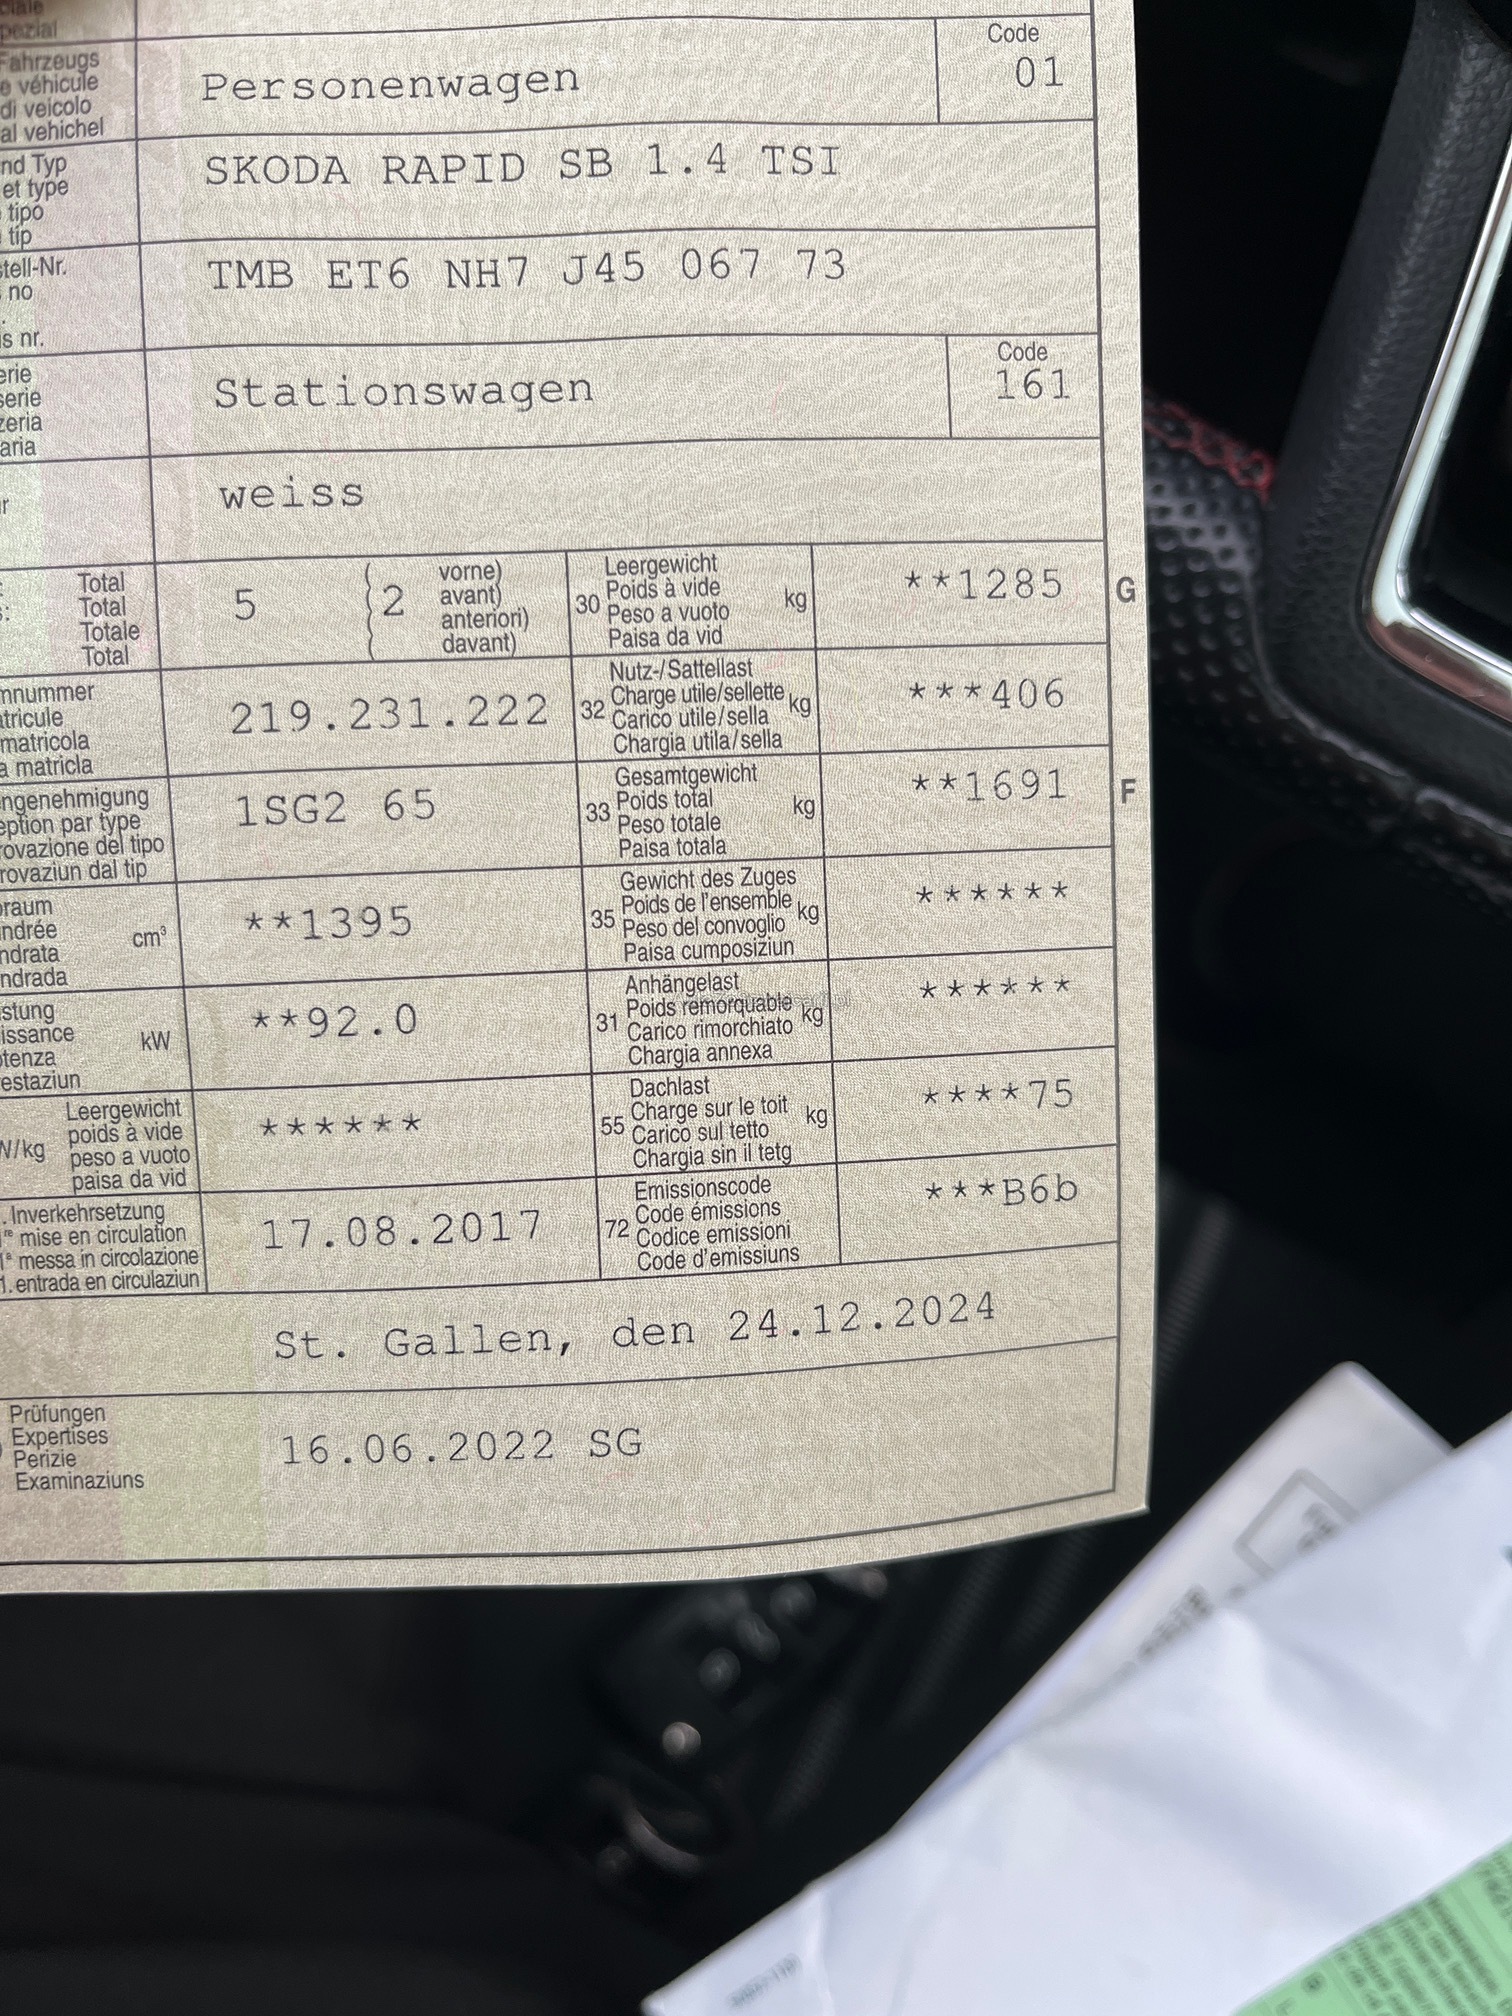 Fahrzeugs
véhicule
di veicolo
al vehichel
Personenwagen
Code
01
nd Typ
et type
tipo
tip
SKODA RAPID SB 1.4 TSI
tell-Nr.
no
is nr.
TMB ET6 NH7 J45 067 73
Stationswagen
Code
161
weiss
Total
Total
Totale
Total
5
2
vorne)
avant)
anteriori)
davant)
30
Leergewicht
Poids à vide
Peso a vuoto
Paisa da vid
kg
**1285
G
mnummer
matricola
a matricla
219.231.222
32
Nutz-/Sattellast
Charge utile/sellette
Carico utile/sella
Chargia utila/sella
kg
***406
ngenehmigung
eption par type
rovazione del tipo
rovaziun dal tip
1SG2 65
33
Gesamtgewicht
Poids total
Peso totale
Paisa totala
kg
**1691
F
raum
ndrée
ndrata
ndrada
cm³
**1395
35
Gewicht des Zuges
Poids de l'ensemble
Peso del convoglio
Paisa cumposiziun
kg
******
stung
issance
tenza
estaziun
kW
**92.0
31
Anhängelast
Poids remorquable
Carico rimorchiato
Chargia annexa
kg
******
Leergewicht
poids à vide
peso a vuoto
paisa da vid
/kg
******
55
Dachlast
Charge sur le toit
Carico sul tetto
Chargia sin il tetg
kg
****75
. Inverkehrsetzung
re mise en circulation
1a messa in circolazione
1. entrada en circulaziun
17.08.2017
72
Emissionscode
Code émissions
Codice emissioni
Code d'emissiuns
***B6b
St. Gallen, den 24.12.2024
Prüfungen
Expertises
Perizie
Examinaziuns
16.06.2022 SG